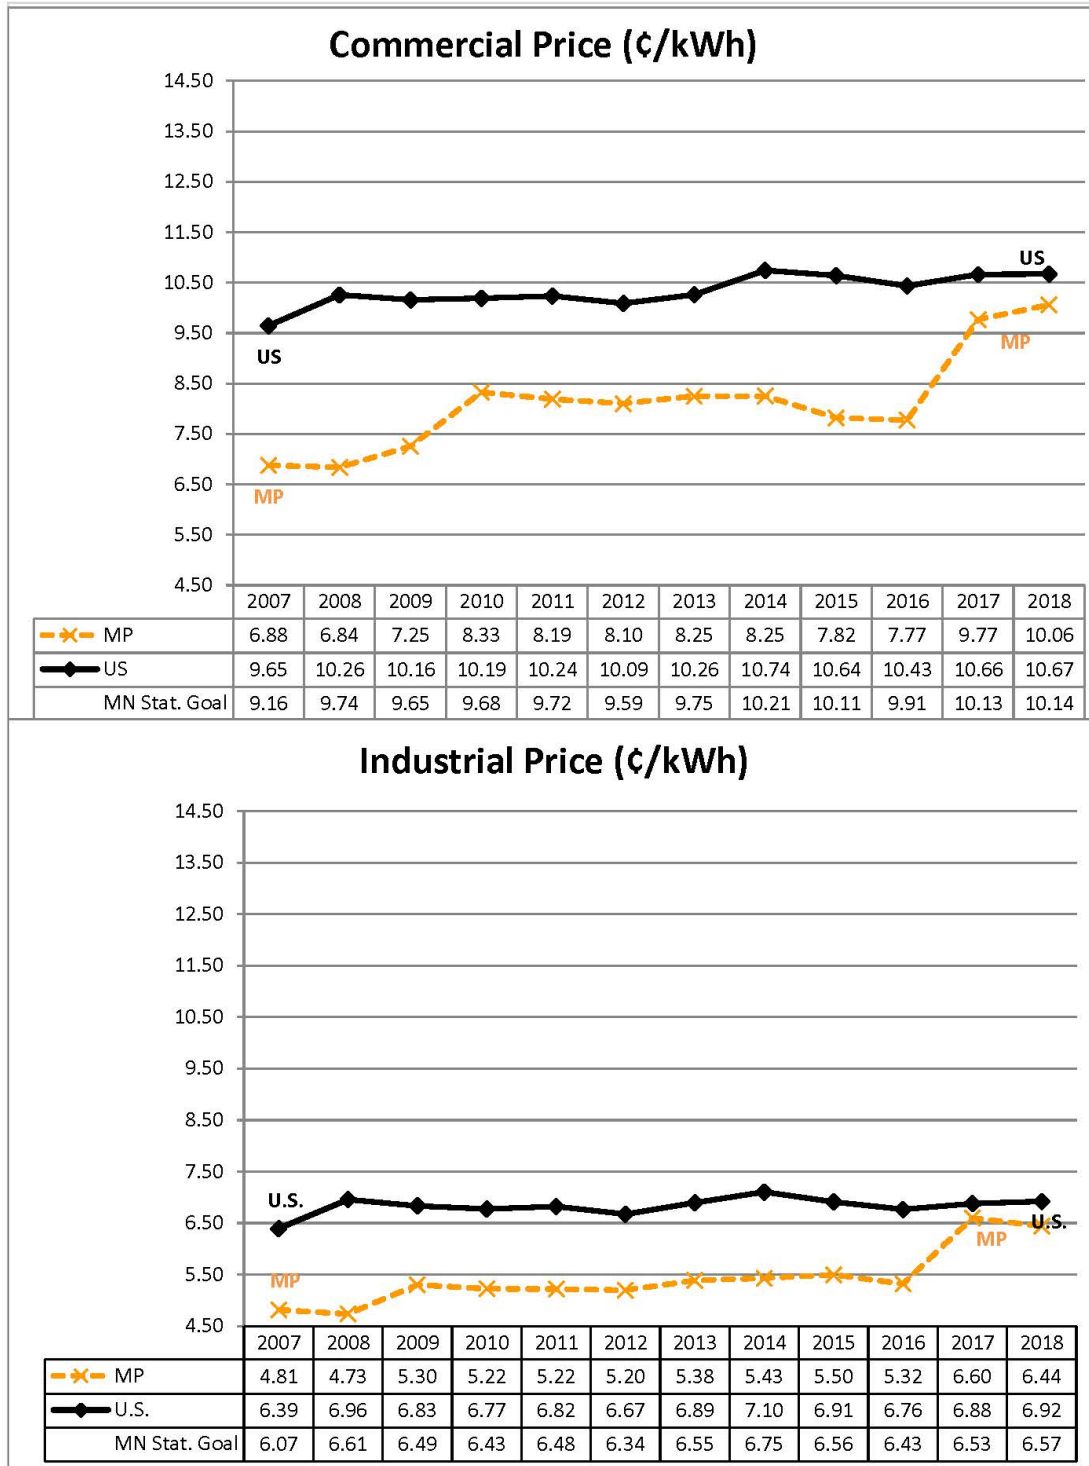 Commercial Price (¢/kWh)
14.50
13.50
12.50
11.50
10.50
9.50
8.50
7.50
6.50
5.50
4.50
US
US
MP
MP
2007 2008 2009 2010 2011 2012 2013 2014 2015 2016 2017 2018
MP 6.88 6.84 7.25 8.33 8.19 8.10 8.25 8.25 7.82 7.77 9.77 10.06
US 9.65 10.26 10.16 10.19 10.24 10.09 10.26 10.74 10.64 10.43 10.66 10.67
MN Stat. Goal 9.16 9.74 9.65 9.68 9.72 9.59 9.75 10.21 10.11 9.91 10.13 10.14
Industrial Price (¢/kWh)
14.50
13.50
12.50
11.50
10.50
9.50
8.50
7.50
6.50
5.50
4.50
U.S.
U.S.
MP
MP
2007 2008 2009 2010 2011 2012 2013 2014 2015 2016 2017 2018
MP 4.81 4.73 5.30 5.22 5.22 5.20 5.38 5.43 5.50 5.32 6.60 6.44
U.S. 6.39 6.96 6.83 6.77 6.82 6.67 6.89 7.10 6.91 6.76 6.88 6.92
MN Stat. Goal 6.07 6.61 6.49 6.43 6.48 6.34 6.55 6.75 6.56 6.43 6.53 6.57